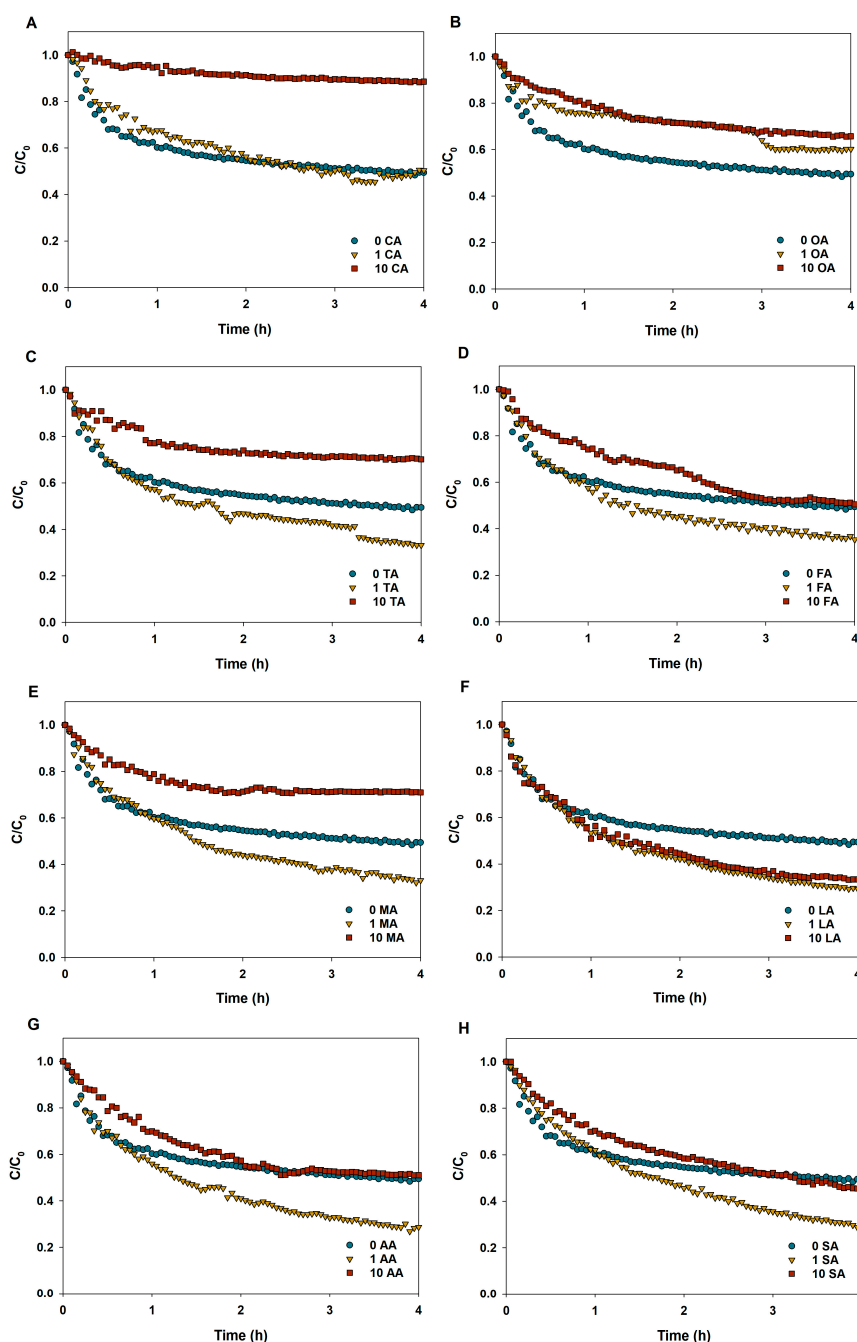 A
C/C0
1.0
0.8
0.6
0.4
0.2
0.0
0 CA
1 CA
10 CA
0 1 2 3 4
Time (h)
B
C/C0
1.0
0.8
0.6
0.4
0.2
0.0
0 OA
1 OA
10 OA
0 1 2 3 4
Time (h)
C
C/C0
1.0
0.8
0.6
0.4
0.2
0.0
0 TA
1 TA
10 TA
0 1 2 3 4
Time (h)
D
C/C0
1.0
0.8
0.6
0.4
0.2
0.0
0 FA
1 FA
10 FA
0 1 2 3 4
Time (h)
E
C/C0
1.0
0.8
0.6
0.4
0.2
0.0
0 MA
1 MA
10 MA
0 1 2 3 4
Time (h)
F
C/C0
1.0
0.8
0.6
0.4
0.2
0.0
0 LA
1 LA
10 LA
0 1 2 3 4
Time (h)
G
C/C0
1.0
0.8
0.6
0.4
0.2
0.0
0 AA
1 AA
10 AA
0 1 2 3 4
Time (h)
H
C/C0
1.0
0.8
0.6
0.4
0.2
0.0
0 SA
1 SA
10 SA
0 1 2 3
Time (h)